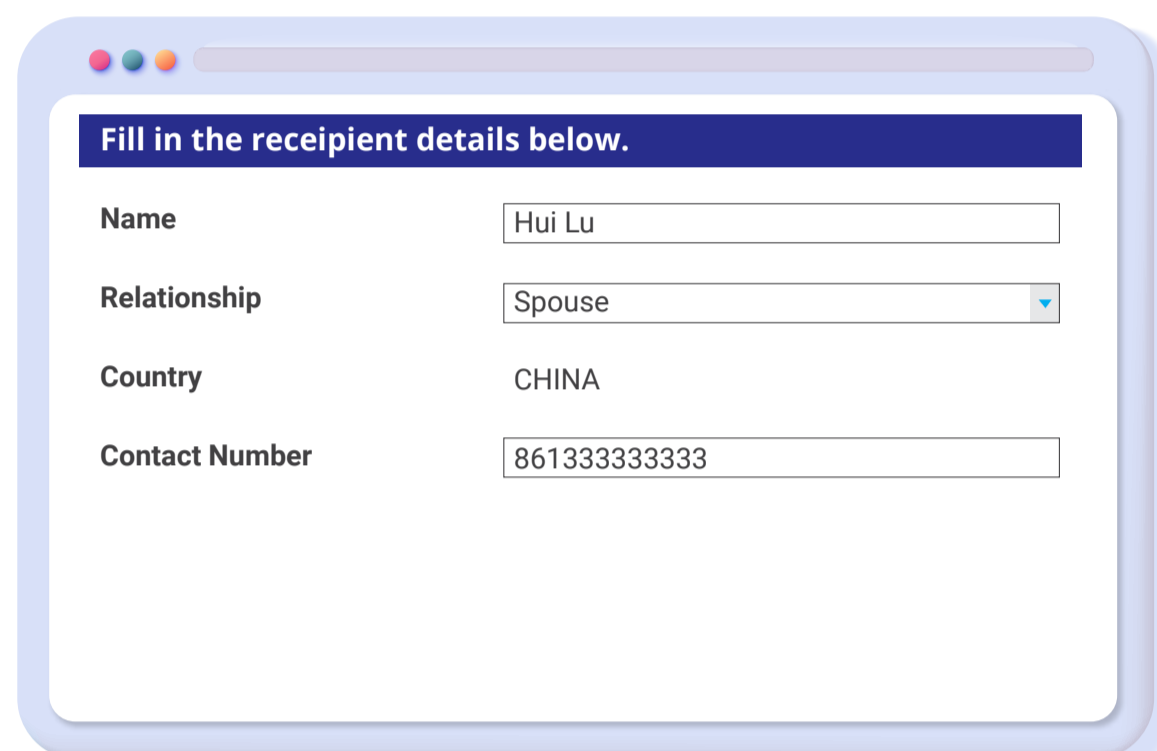 Fill in the receipient details below.
Name Hui Lu
Relationship Spouse
Country CHINA
Contact Number 861333333333